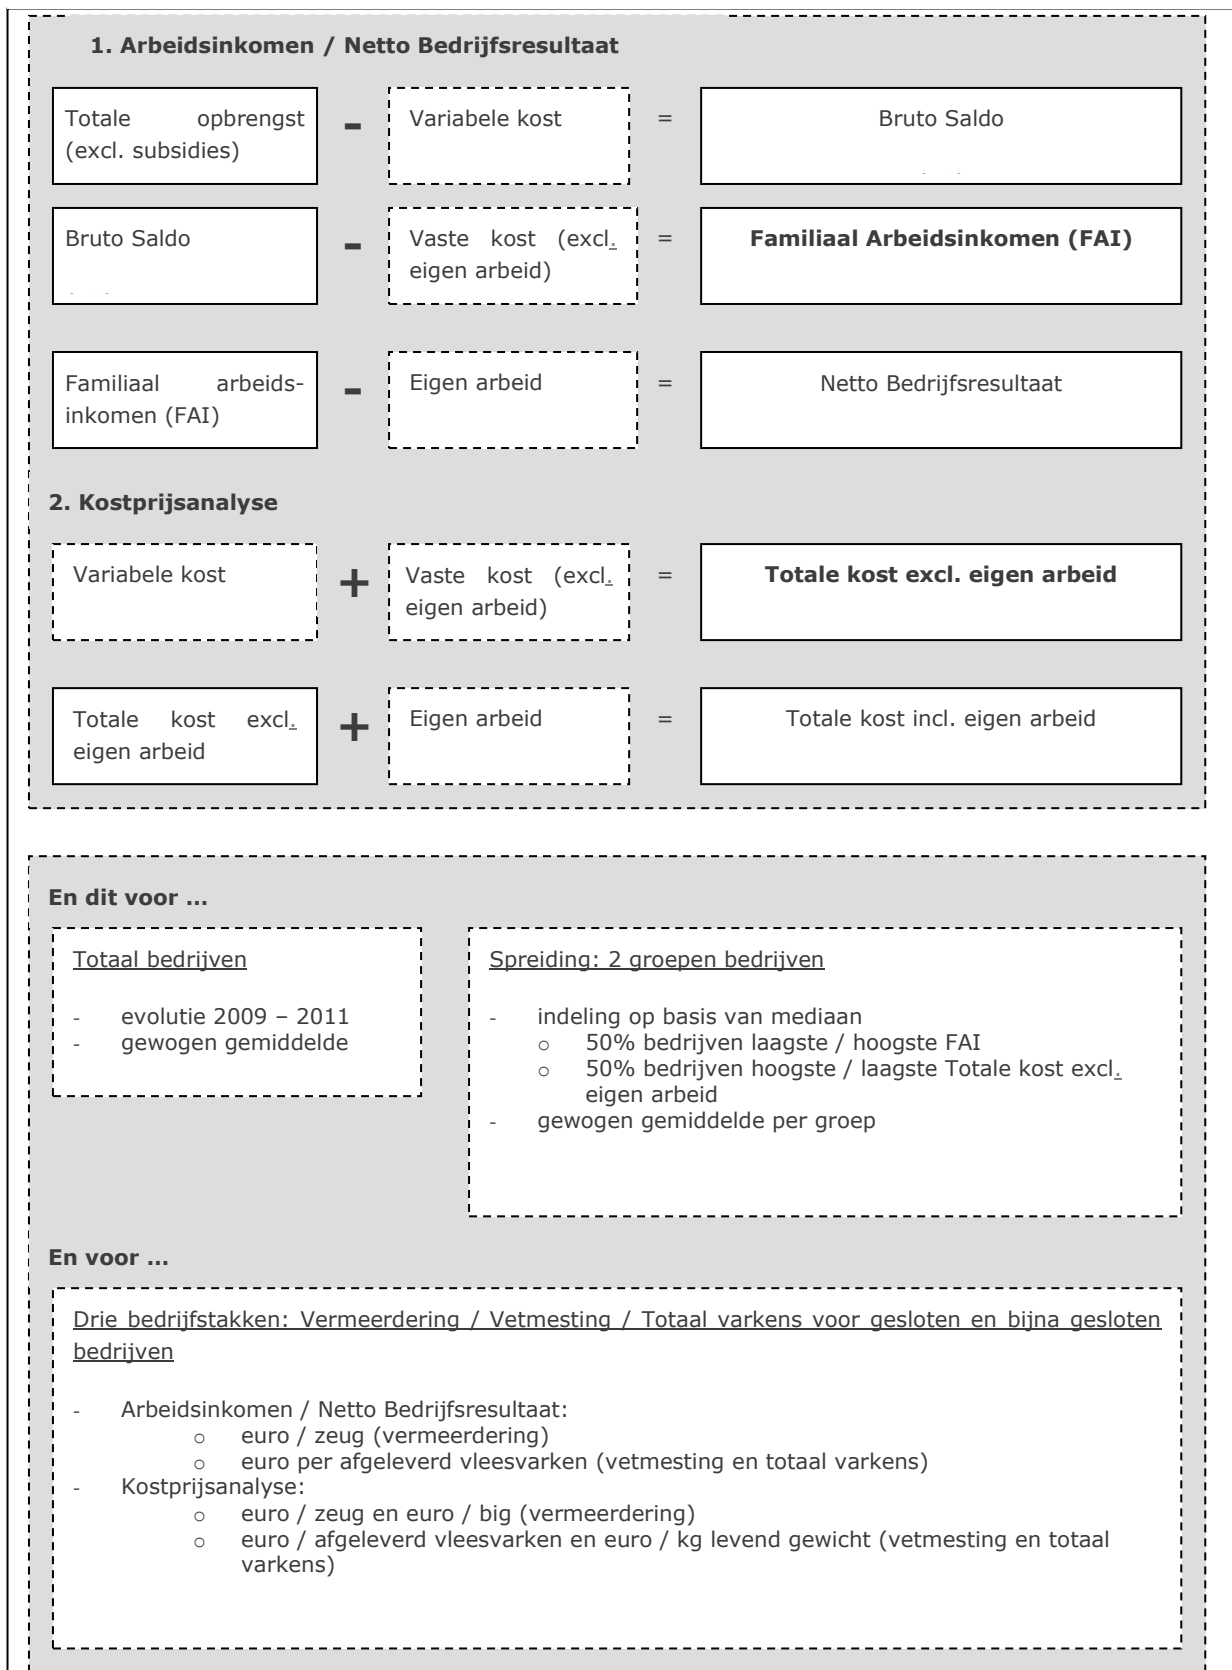 1. Arbeidsinkomen / Netto Bedrijfsresultaat
Totale opbrengst
(excl. subsidies)
-
Variabele kost
=
Bruto Saldo
Bruto Saldo
-
Vaste kost (excl.
eigen arbeid)
=
Familiaal Arbeidsinkomen (FAI)
Familiaal arbeids-
inkomen (FAI)
-
Eigen arbeid
=
Netto Bedrijfsresultaat
2. Kostprijsanalyse
Variabele kost
+
Vaste kost (excl.
eigen arbeid)
=
Totale kost excl. eigen arbeid
Totale kost excl.
eigen arbeid
+
Eigen arbeid
=
Totale kost incl. eigen arbeid
En dit voor ...
Totaal bedrijven
- evolutie 2009 – 2011
- gewogen gemiddelde
Spreiding: 2 groepen bedrijven
- indeling op basis van mediaan
o 50% bedrijven laagste / hoogste FAI
o 50% bedrijven hoogste / laagste Totale kost excl.
eigen arbeid
- gewogen gemiddelde per groep
En voor ...
Drie bedrijfstakken: Vermeerdering / Vetmesting / Totaal varkens voor gesloten en bijna gesloten
bedrijven
- Arbeidsinkomen / Netto Bedrijfsresultaat:
o euro / zeug (vermeerdering)
o euro per afgeleverd vleesvarken (vetmesting en totaal varkens)
- Kostprijsanalyse:
o euro / zeug en euro / big (vermeerdering)
o euro / afgeleverd vleesvarken en euro / kg levend gewicht (vetmesting en totaal
varkens)